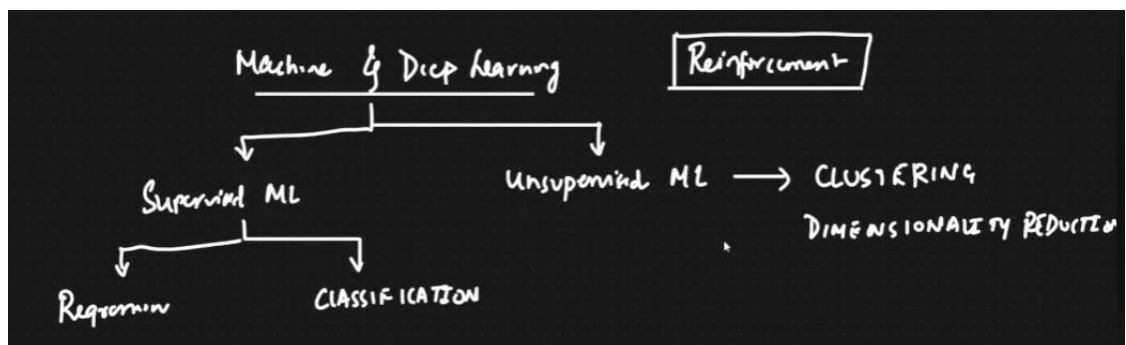 Machine & Deep Learning
Reinforcement
Supervised ML
Unsupervised ML → CLUSTERING
DIMENSIONALITY REDUCTION
Regression
CLASSIFICATION